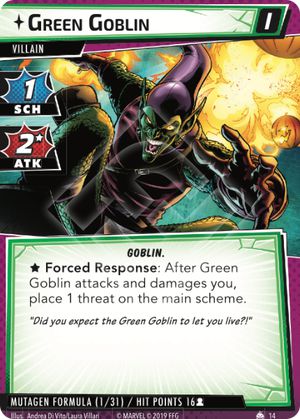 GREEN GOBLIN
I
VILLAIN
1
SCH
2*
ATK
GOBLIN.
★ Forced Response: After Green
Goblin attacks and damages you,
place 1 threat on the main scheme.
"Did you expect the Green Goblin to let you live?!"
MUTAGEN FORMULA (1/31) / HIT POINTS 16
Illus. Andrea Di Vito/Laura Villari
© MARVEL © 2019 FFG
14